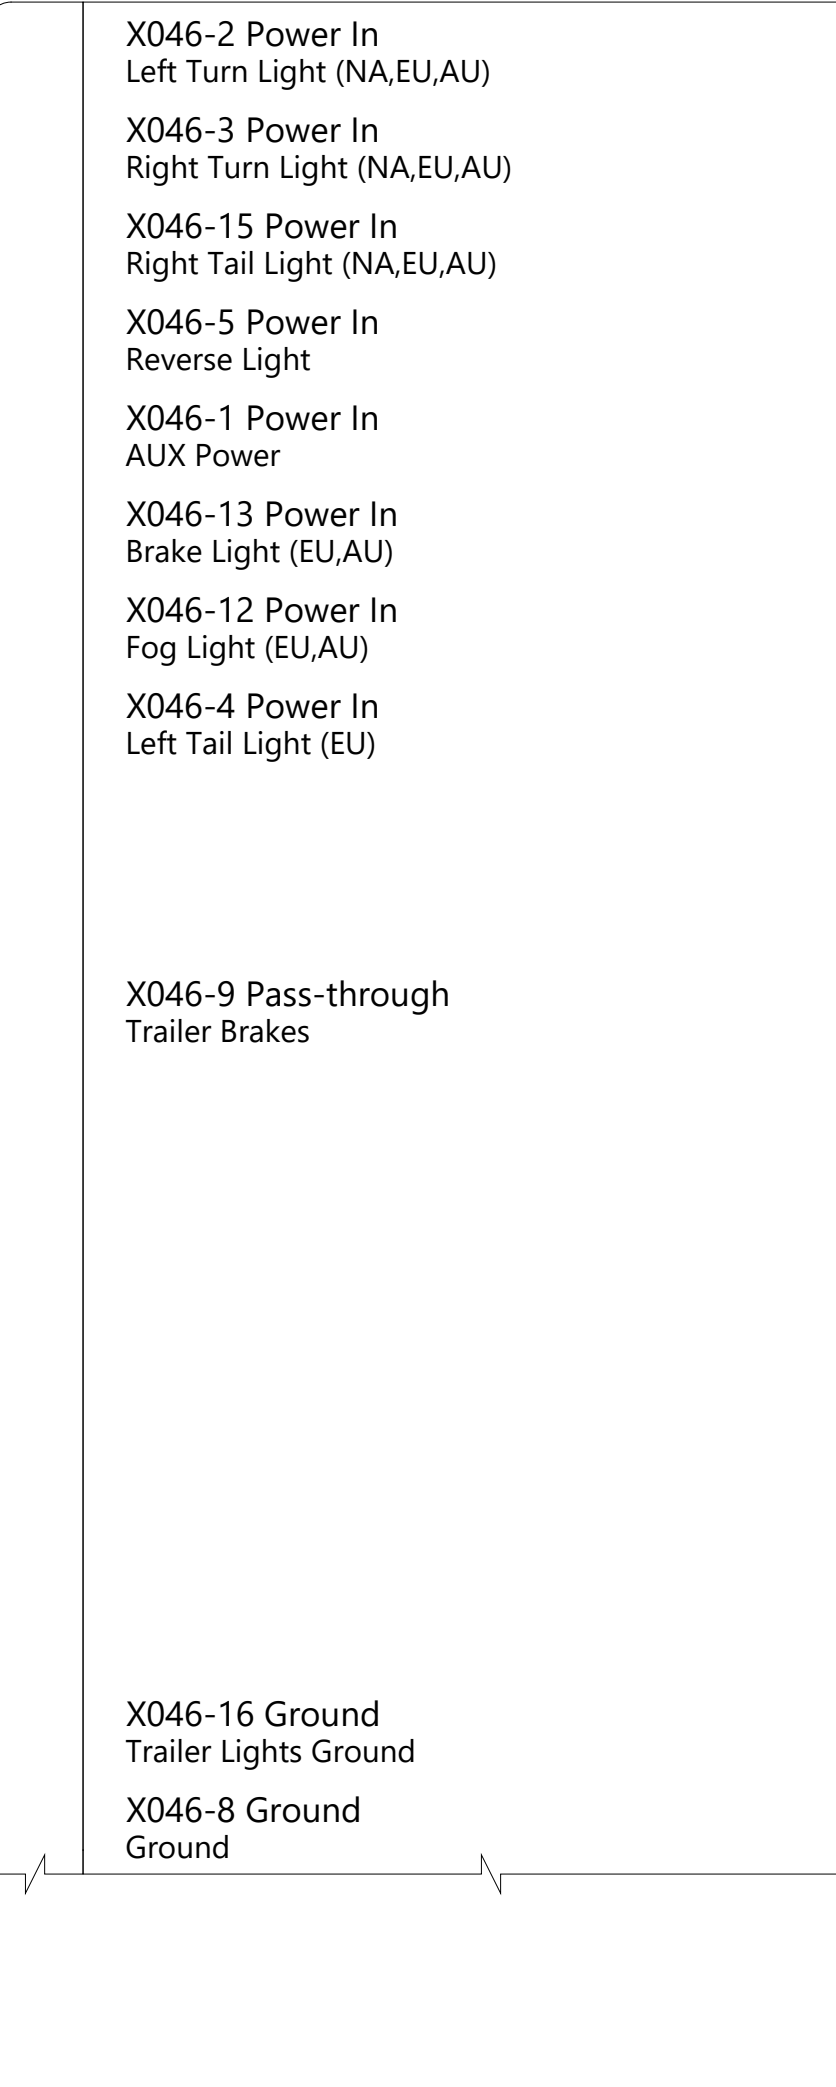 X046-2 Power In
Left Turn Light (NA,EU,AU)
X046-3 Power In
Right Turn Light (NA,EU,AU)
X046-15 Power In
Right Tail Light (NA,EU,AU)
X046-5 Power In
Reverse Light
X046-1 Power In
AUX Power
X046-13 Power In
Brake Light (EU,AU)
X046-12 Power In
Fog Light (EU,AU)
X046-4 Power In
Left Tail Light (EU)
X046-9 Pass-through
Trailer Brakes
X046-16 Ground
Trailer Lights Ground
X046-8 Ground
Ground